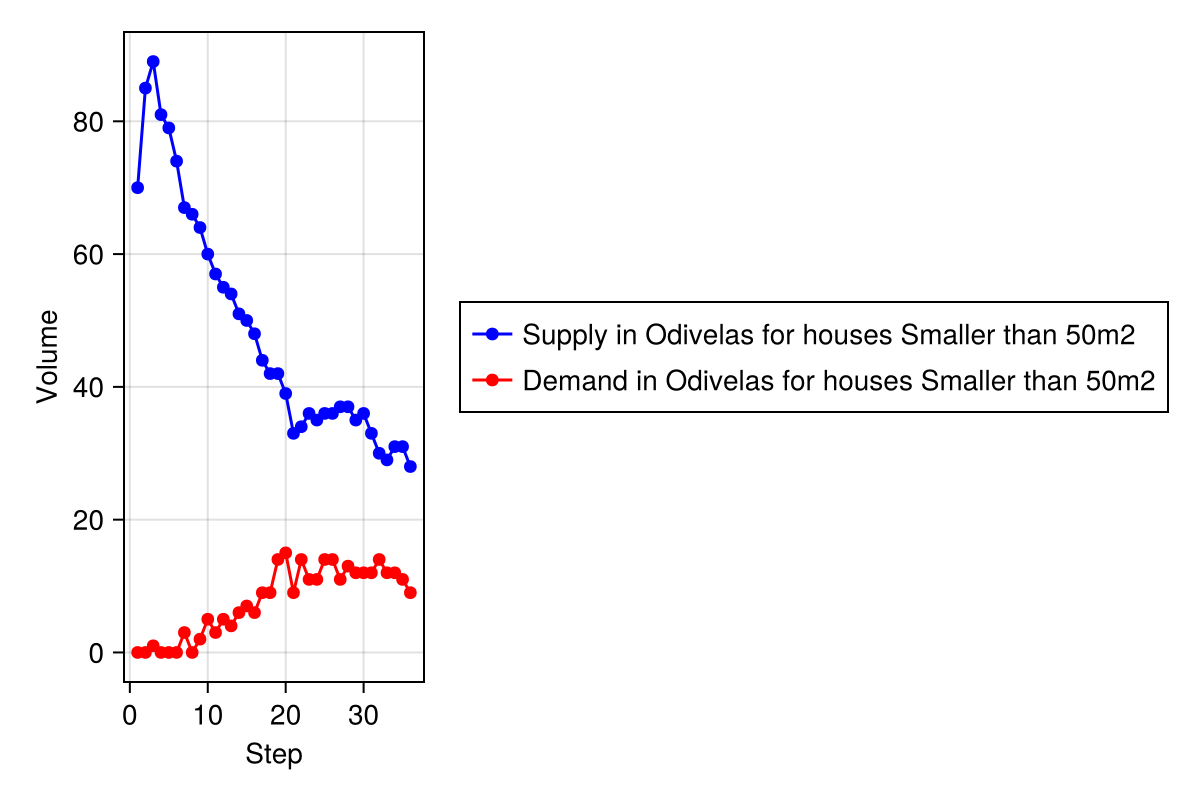 80
60
40
20
0
Volume
0 10 20 30
Step
Supply in Odivelas for houses Smaller than 50m2
Demand in Odivelas for houses Smaller than 50m2